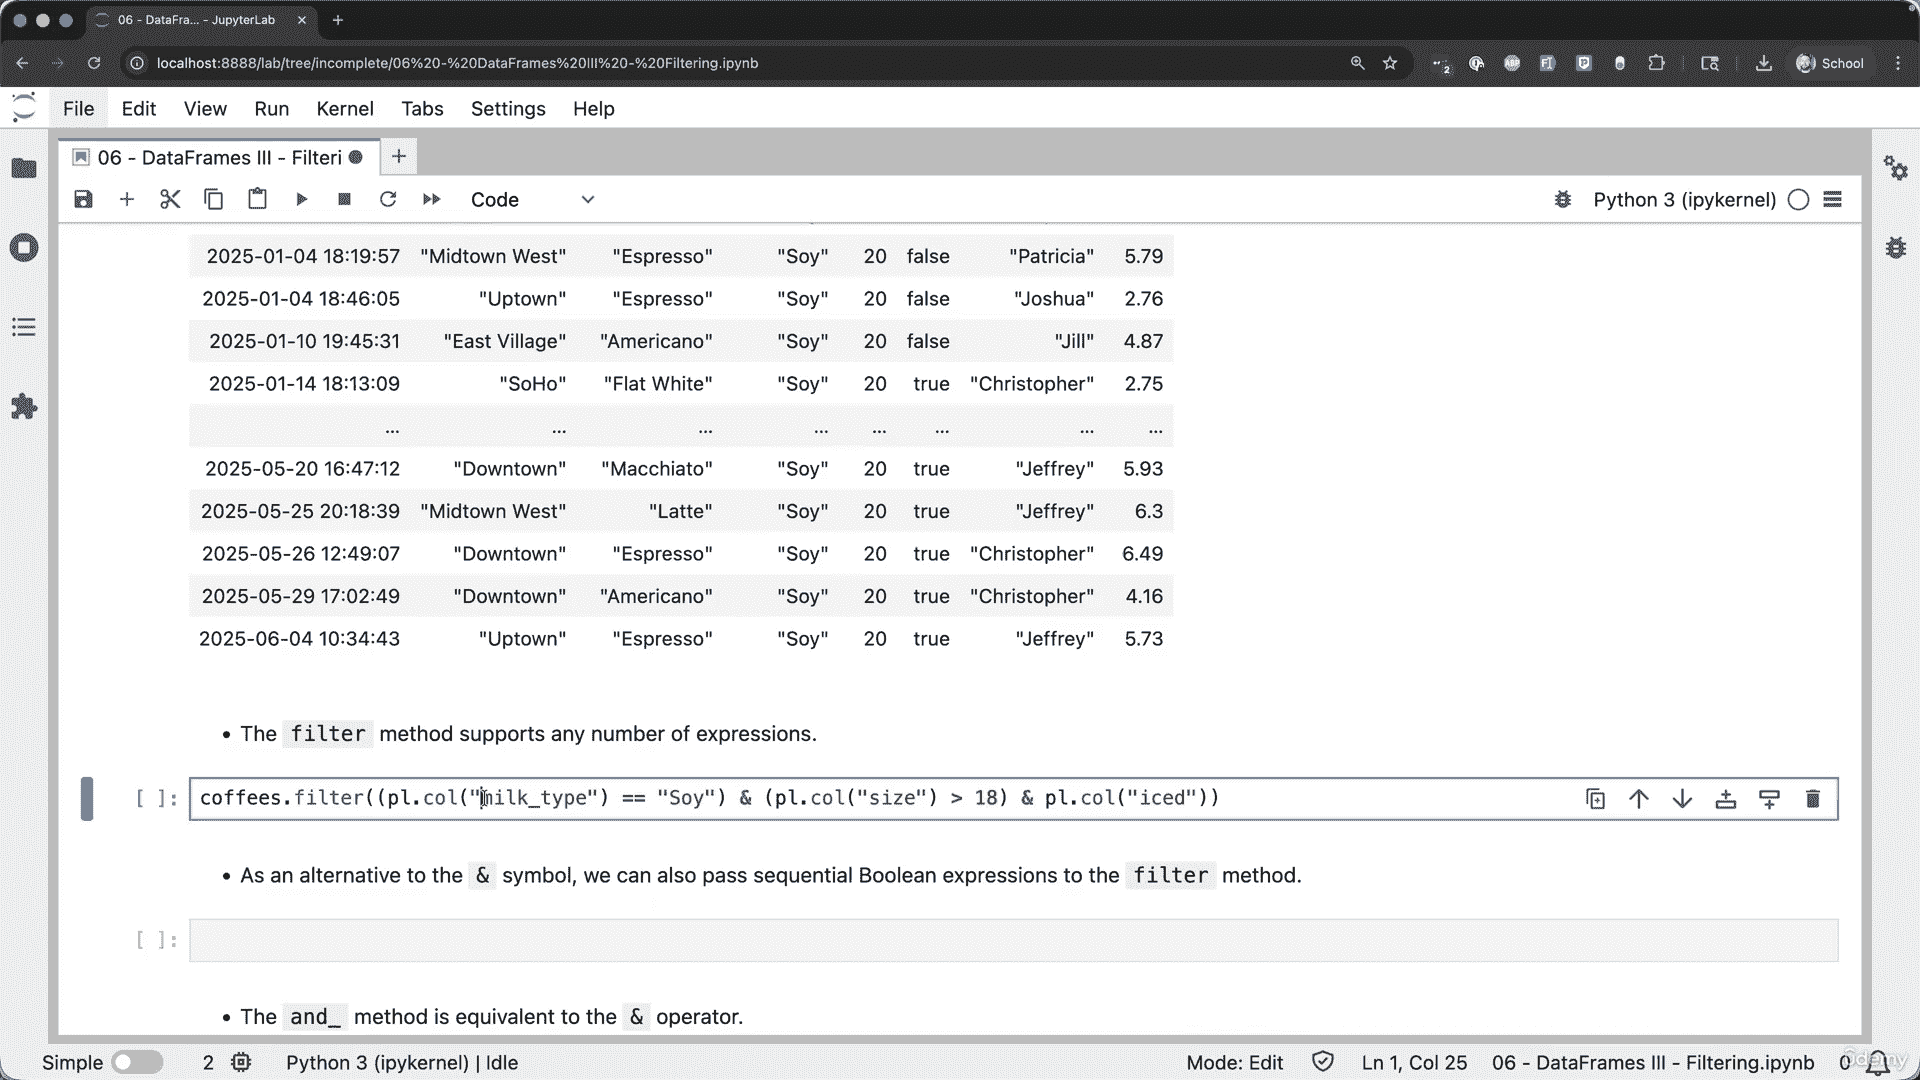 06 - DataFra... - JupyterLab
localhost:8888/lab/tree/incomplete/06%20-%20DataFrames%20III%20-%20Filtering.ipynb
2
ABP
School
File Edit View Run Kernel Tabs Settings Help
06 - DataFrames III - Filteri
Code
Python 3 (ipykernel)
2025-01-04 18:19:57 "Midtown West" "Espresso" "Soy" 20 false "Patricia" 5.79
2025-01-04 18:46:05 "Uptown" "Espresso" "Soy" 20 false "Joshua" 2.76
2025-01-10 19:45:31 "East Village" "Americano" "Soy" 20 false "Jill" 4.87
2025-01-14 18:13:09 "SoHo" "Flat White" "Soy" 20 true "Christopher" 2.75
... ... ... ... ... ... ... ...
2025-05-20 16:47:12 "Downtown" "Macchiato" "Soy" 20 true "Jeffrey" 5.93
2025-05-25 20:18:39 "Midtown West" "Latte" "Soy" 20 true "Jeffrey" 6.3
2025-05-26 12:49:07 "Downtown" "Espresso" "Soy" 20 true "Christopher" 6.49
2025-05-29 17:02:49 "Downtown" "Americano" "Soy" 20 true "Christopher" 4.16
2025-06-04 10:34:43 "Uptown" "Espresso" "Soy" 20 true "Jeffrey" 5.73
• The filter method supports any number of expressions.
[ ]: coffees.filter((pl.col("milk_type") == "Soy") & (pl.col("size") > 18) & pl.col("iced"))
• As an alternative to the & symbol, we can also pass sequential Boolean expressions to the filter method.
[ ]:
• The and_ method is equivalent to the & operator.
Simple 2 Python 3 (ipykernel) | Idle Mode: Edit Ln 1, Col 25 06 - DataFrames III - Filtering.ipynb 0
ûdemy